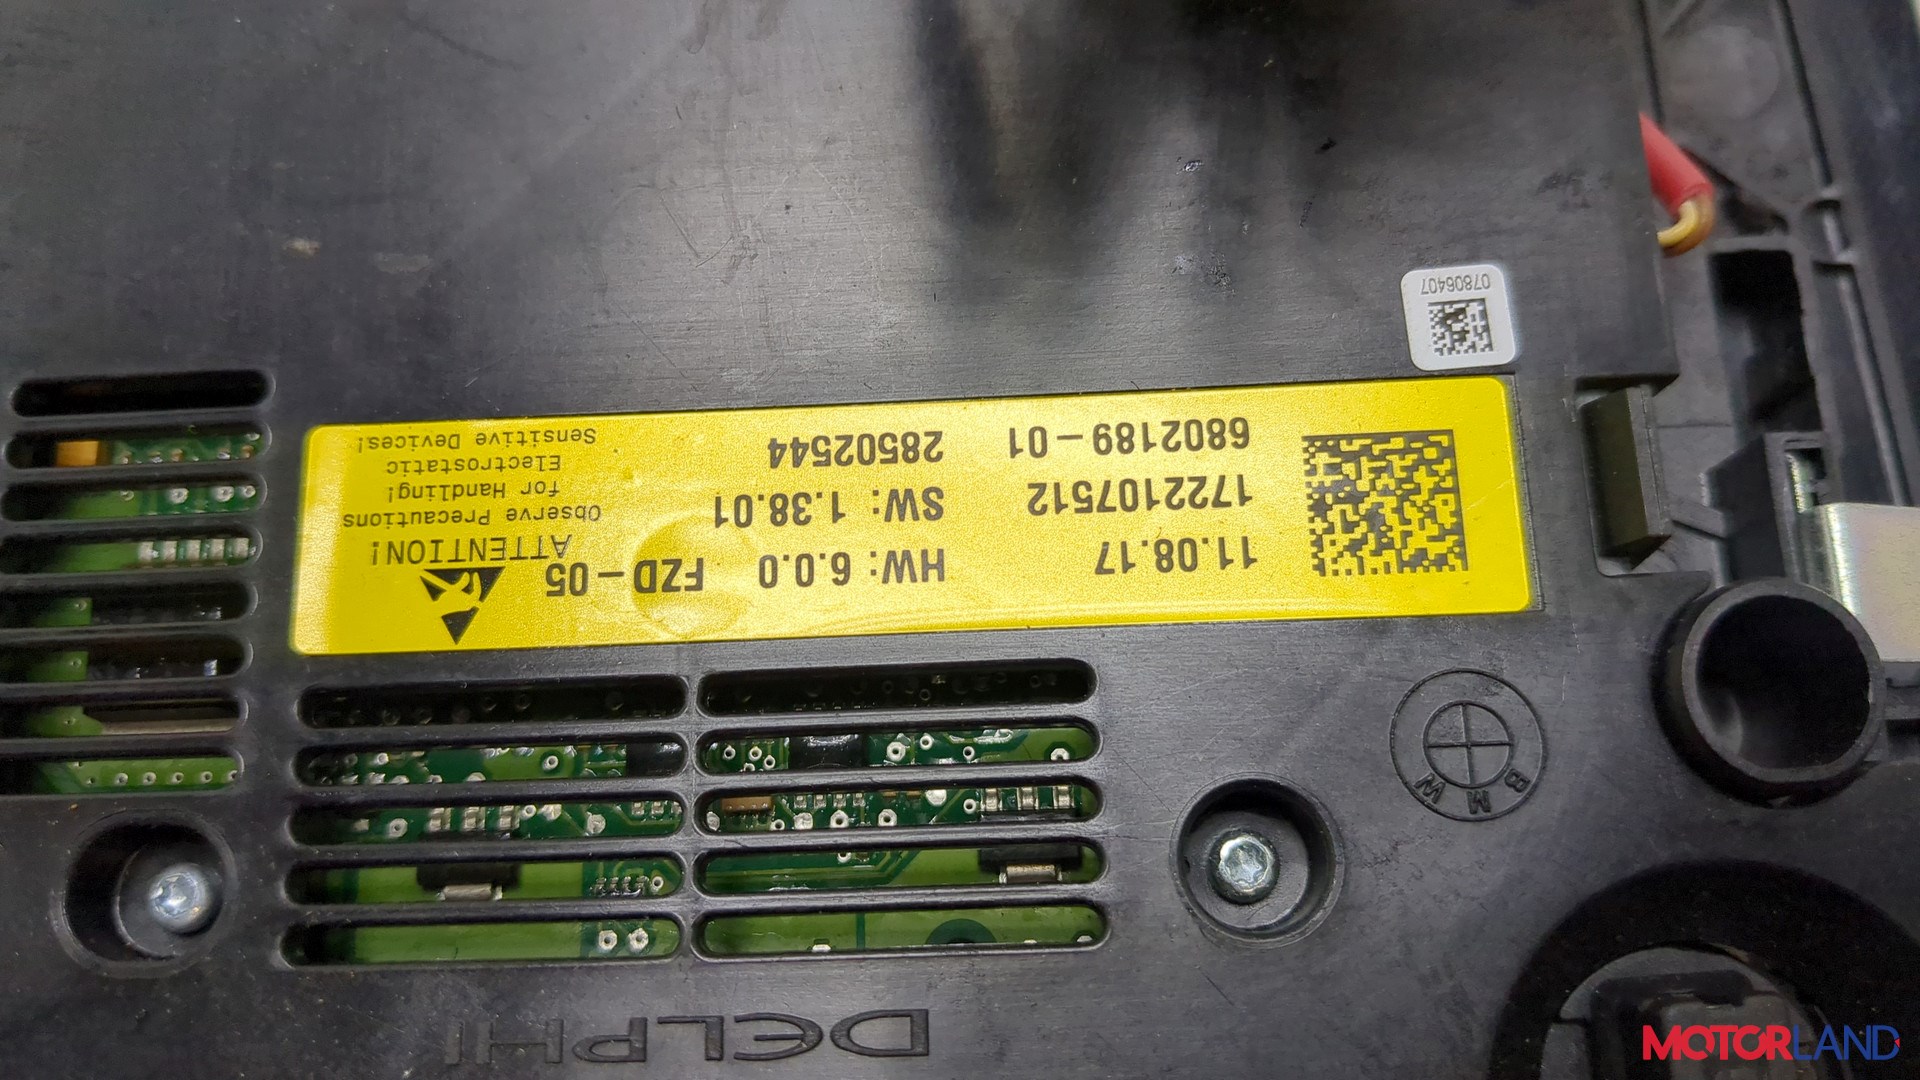 DELPHI
BMW
11.08.17 HW: 6.0.0 FZD-05
1722107512 SW: 1.38.01
6802189-01 28502544
ATTENTION!
Observe Precautions
for Handling!
Electrostatic
Sensitive Devices!
07806407
MOTORLAND